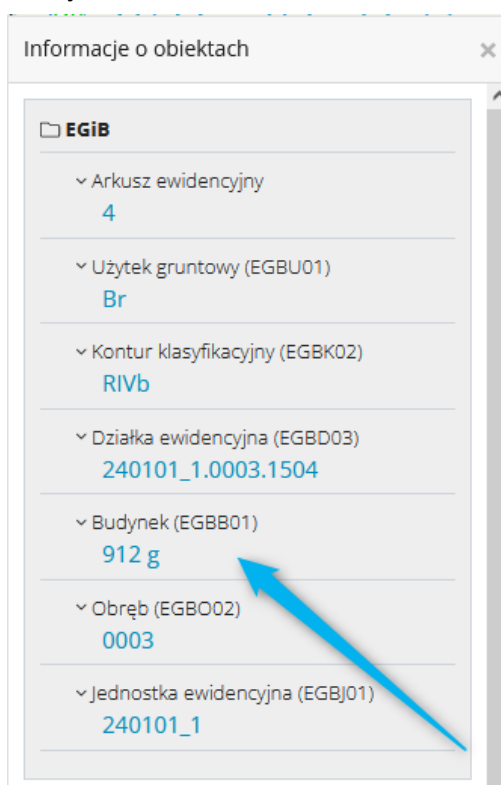 Informacje o obiektach
EGiB
Arkusz ewidencyjny
4
Użytek gruntowy (EGBU01)
Br
Kontur klasyfikacyjny (EGBK02)
RIVb
Działka ewidencyjna (EGBD03)
240101_1.0003.1504
Budynek (EGBB01)
912 g
Obręb (EGBO02)
0003
Jednostka ewidencyjna (EGBJ01)
240101_1